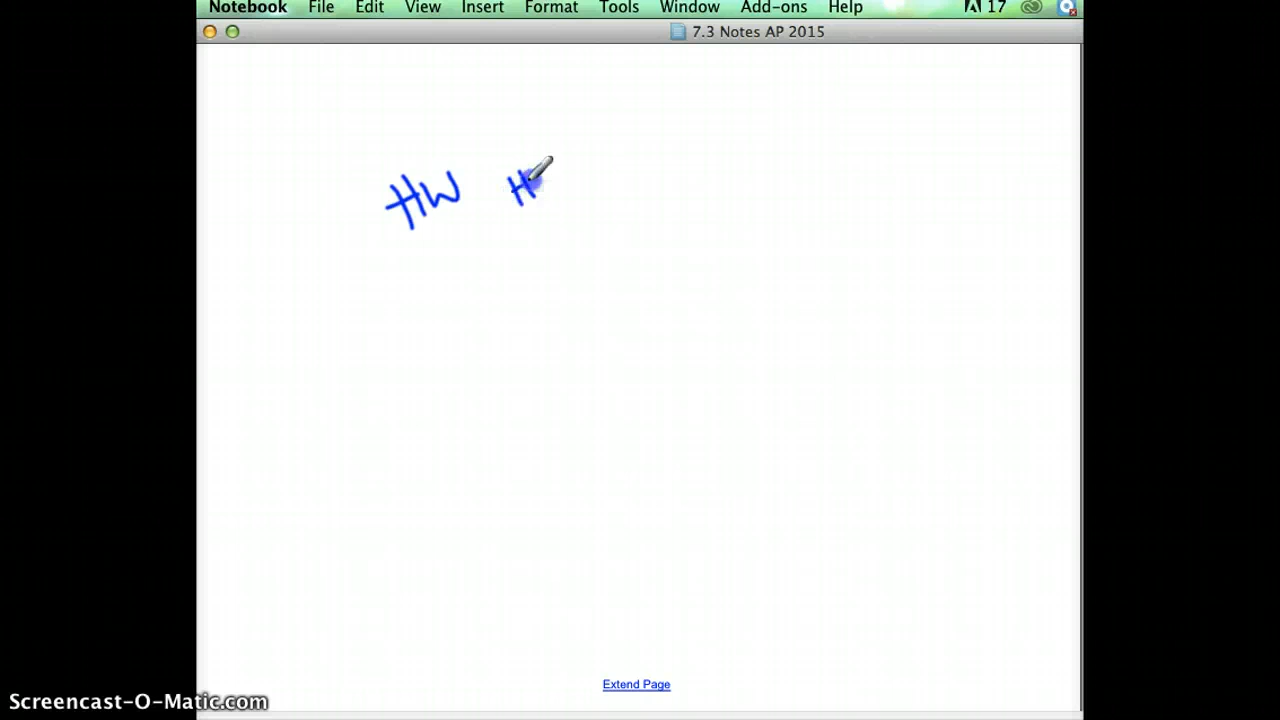 Notebook File Edit View Insert Format Tools Window Add-ons Help 17
7.3 Notes AP 2015
HW H
Extend Page
Screencast-O-Matic.com